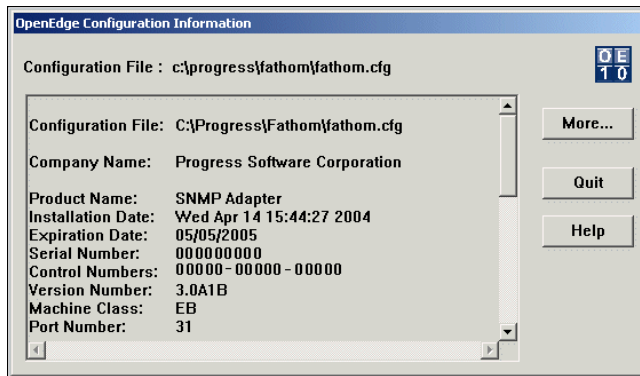 OpenEdge Configuration Information
Configuration File : c:\progress\fathom\fathom.cfg
OE
10
Configuration File: C:\Progress\Fathom\fathom.cfg
Company Name: Progress Software Corporation
Product Name: SNMP Adapter
Installation Date: Wed Apr 14 15:44:27 2004
Expiration Date: 05/05/2005
Serial Number: 000000000
Control Numbers: 00000-00000-00000
Version Number: 3.0A1B
Machine Class: EB
Port Number: 31
More...
Quit
Help